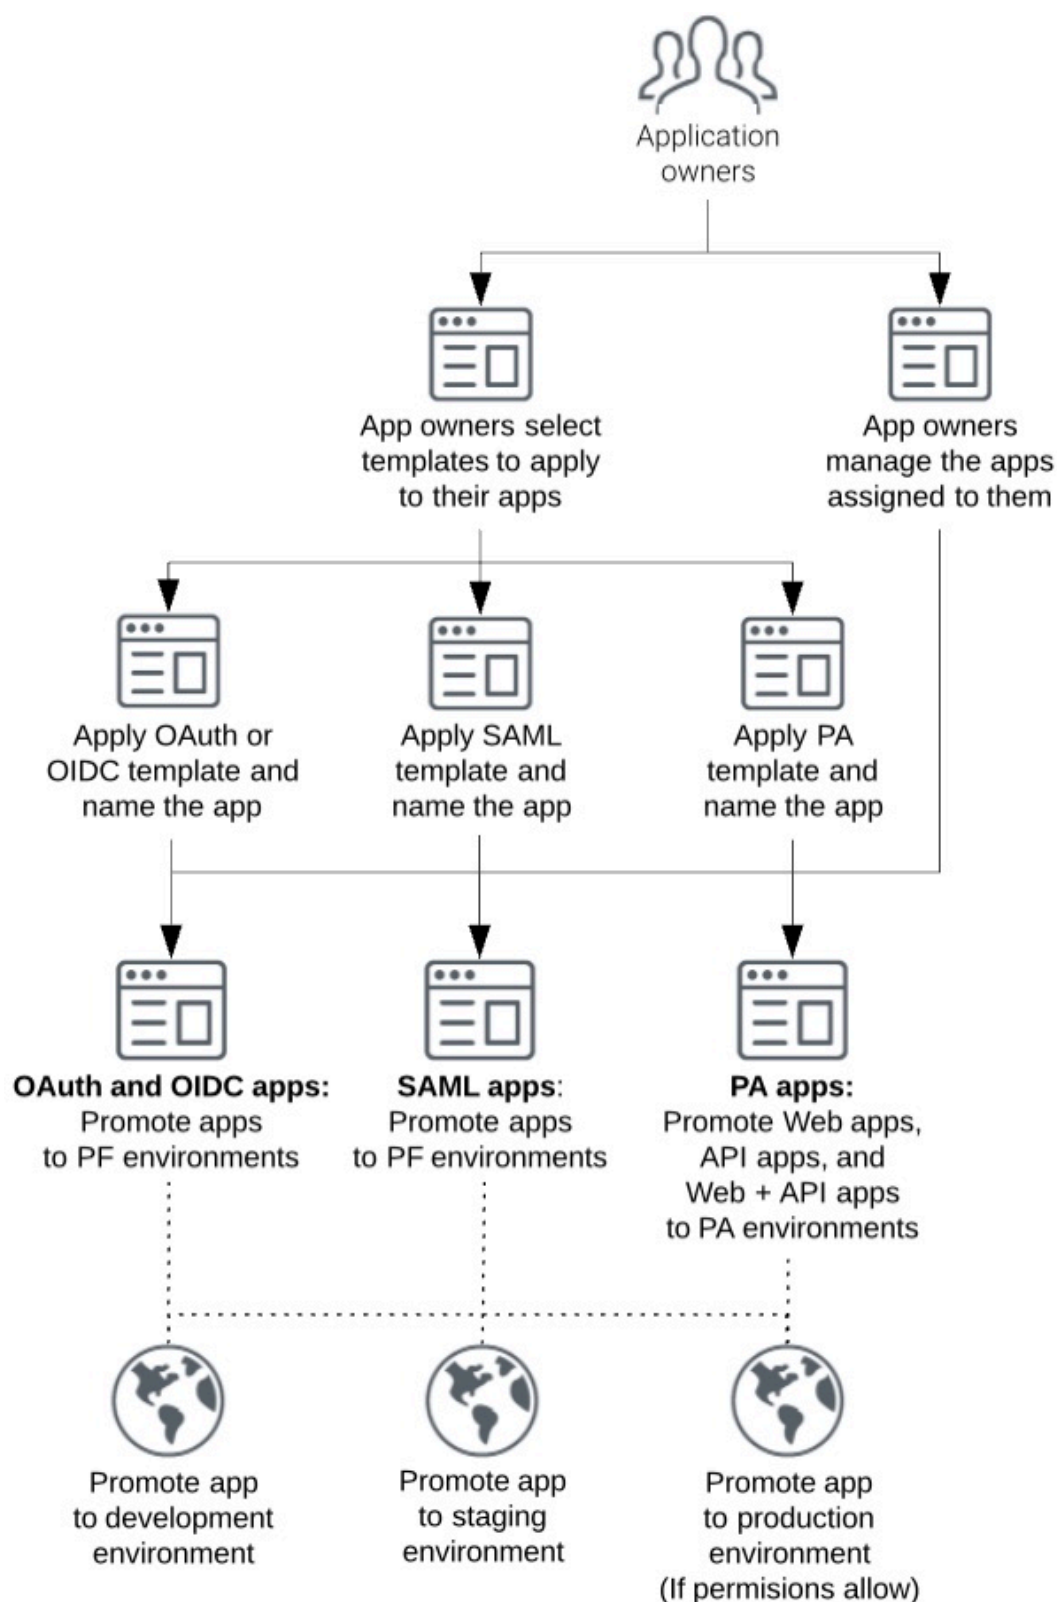 Application
owners
App owners select
templates to apply
to their apps
App owners
manage the apps
assigned to them
Apply OAuth or
OIDC template and
name the app
Apply SAML
template and
name the app
Apply PA
template and
name the app
OAuth and OIDC apps:
Promote apps
to PF environments
SAML apps:
Promote apps
to PF environments
PA apps:
Promote Web apps,
API apps, and
Web + API apps
to PA environments
Promote app
to development
environment
Promote app
to staging
environment
Promote app
to production
environment
(If permisions allow)